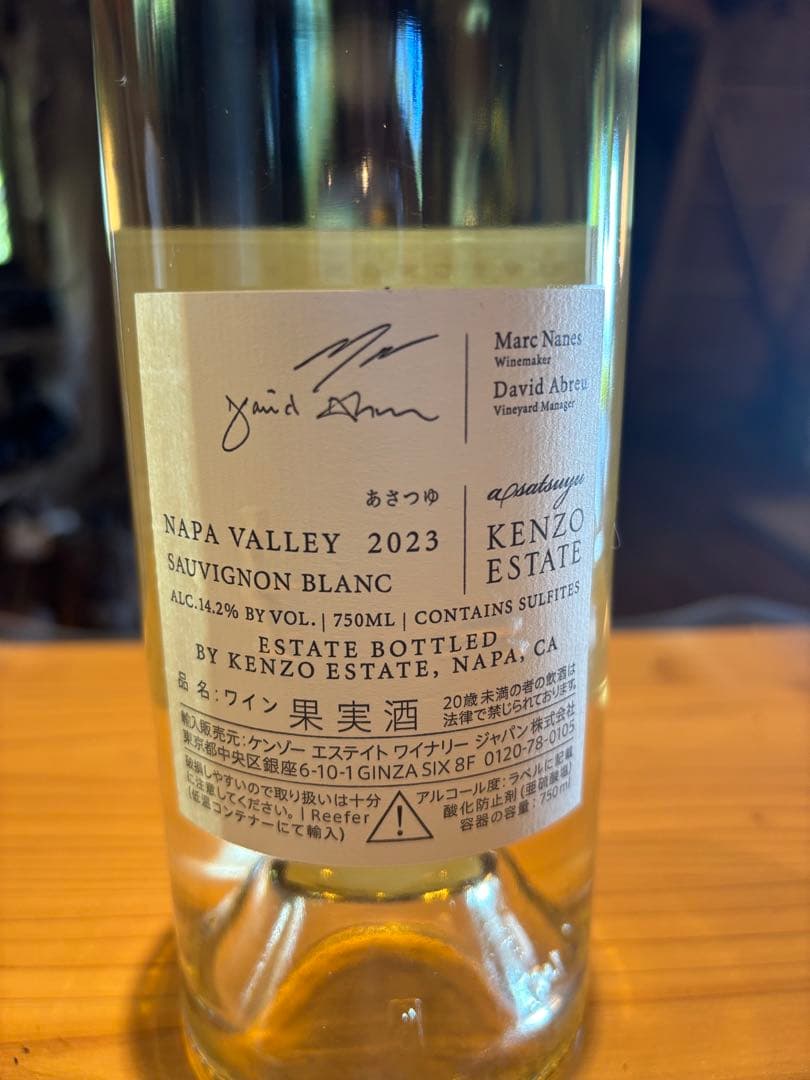 David Abreu
Marc Nanes
Winemaker
David Abreu
Vineyard Manager
あさつゆ
asatsuyu
NAPA VALLEY 2023
SAUVIGNON BLANC
KENZO
ESTATE
ALC.14.2% BY VOL. | 750ML | CONTAINS SULFITES
ESTATE BOTTLED
BY KENZO ESTATE, NAPA, CA
品 名:ワイン 果実酒
20歳未満の者の飲酒は
法律で禁じられております。
輸入販売元:ケンゾー エステイト ワイナリー ジャパン株式会社
東京都中央区銀座6-10-1 GINZA SIX 8F 0120-78-0105
破損しやすいので取り扱いは十分
に注意してください。| Reefer
(低温コンテナーにて輸入)
アルコール度:ラベルに記載
酸化防止剤(亜硫酸塩)
容器の容量:750ml